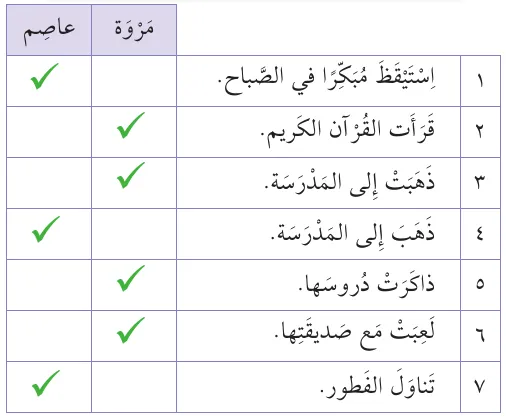 مَرْوَة عاصِم
١ اِسْتَيْقَظَ مُبَكِّرًا في الصَّباح.
٢ قَرَأَت القُرْآن الكَريم.
٣ ذَهَبَتْ إِلى المَدْرَسَة.
٤ ذَهَبَ إِلى المَدْرَسَة.
٥ ذاكَرَتْ دُروسَها.
٦ لَعِبَتْ مَع صَديقَتِها.
٧ تَناوَلَ الفَطور.